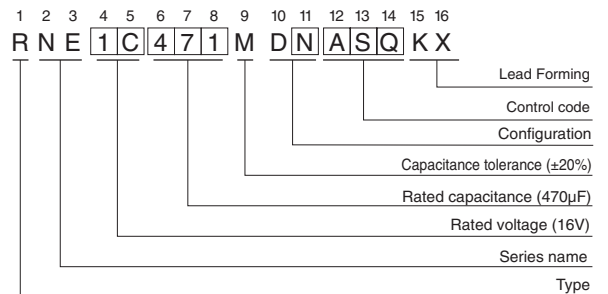 1 2 3 4 5 6 7 8 9 10 11 12 13 14 15 16
R N E 1 C 4 7 1 M D N A S Q K X
Lead Forming
Control code
Configuration
Capacitance tolerance (±20%)
Rated capacitance (470µF)
Rated voltage (16V)
Series name
Type